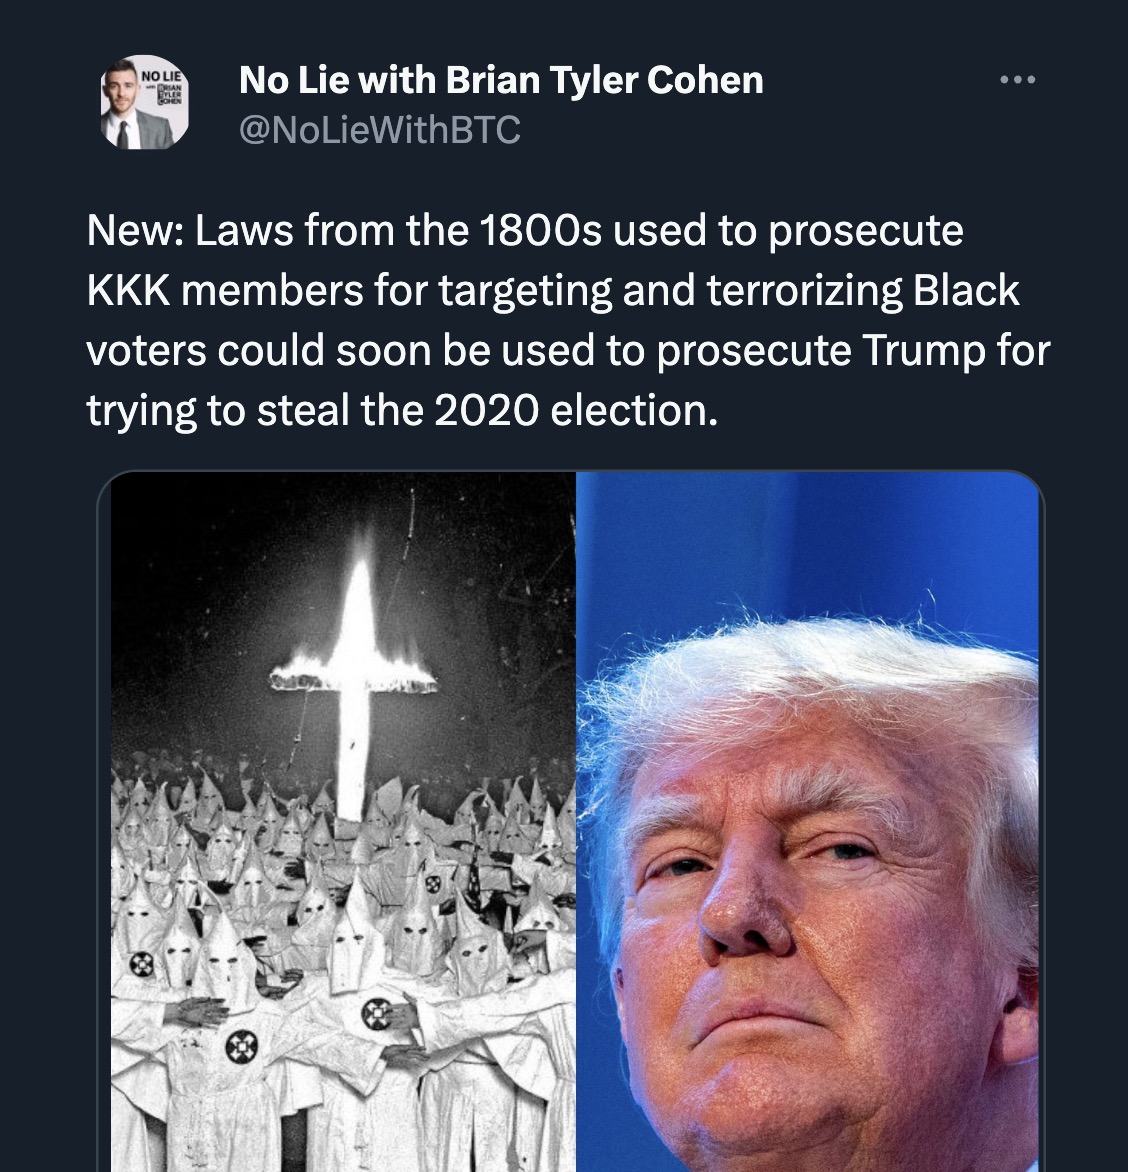 No Lie with Brian Tyler Cohen
@NoLieWithBTC
NO LIE
with BRIAN
TYLER
COHEN
New: Laws from the 1800s used to prosecute
KKK members for targeting and terrorizing Black
voters could soon be used to prosecute Trump for
trying to steal the 2020 election.